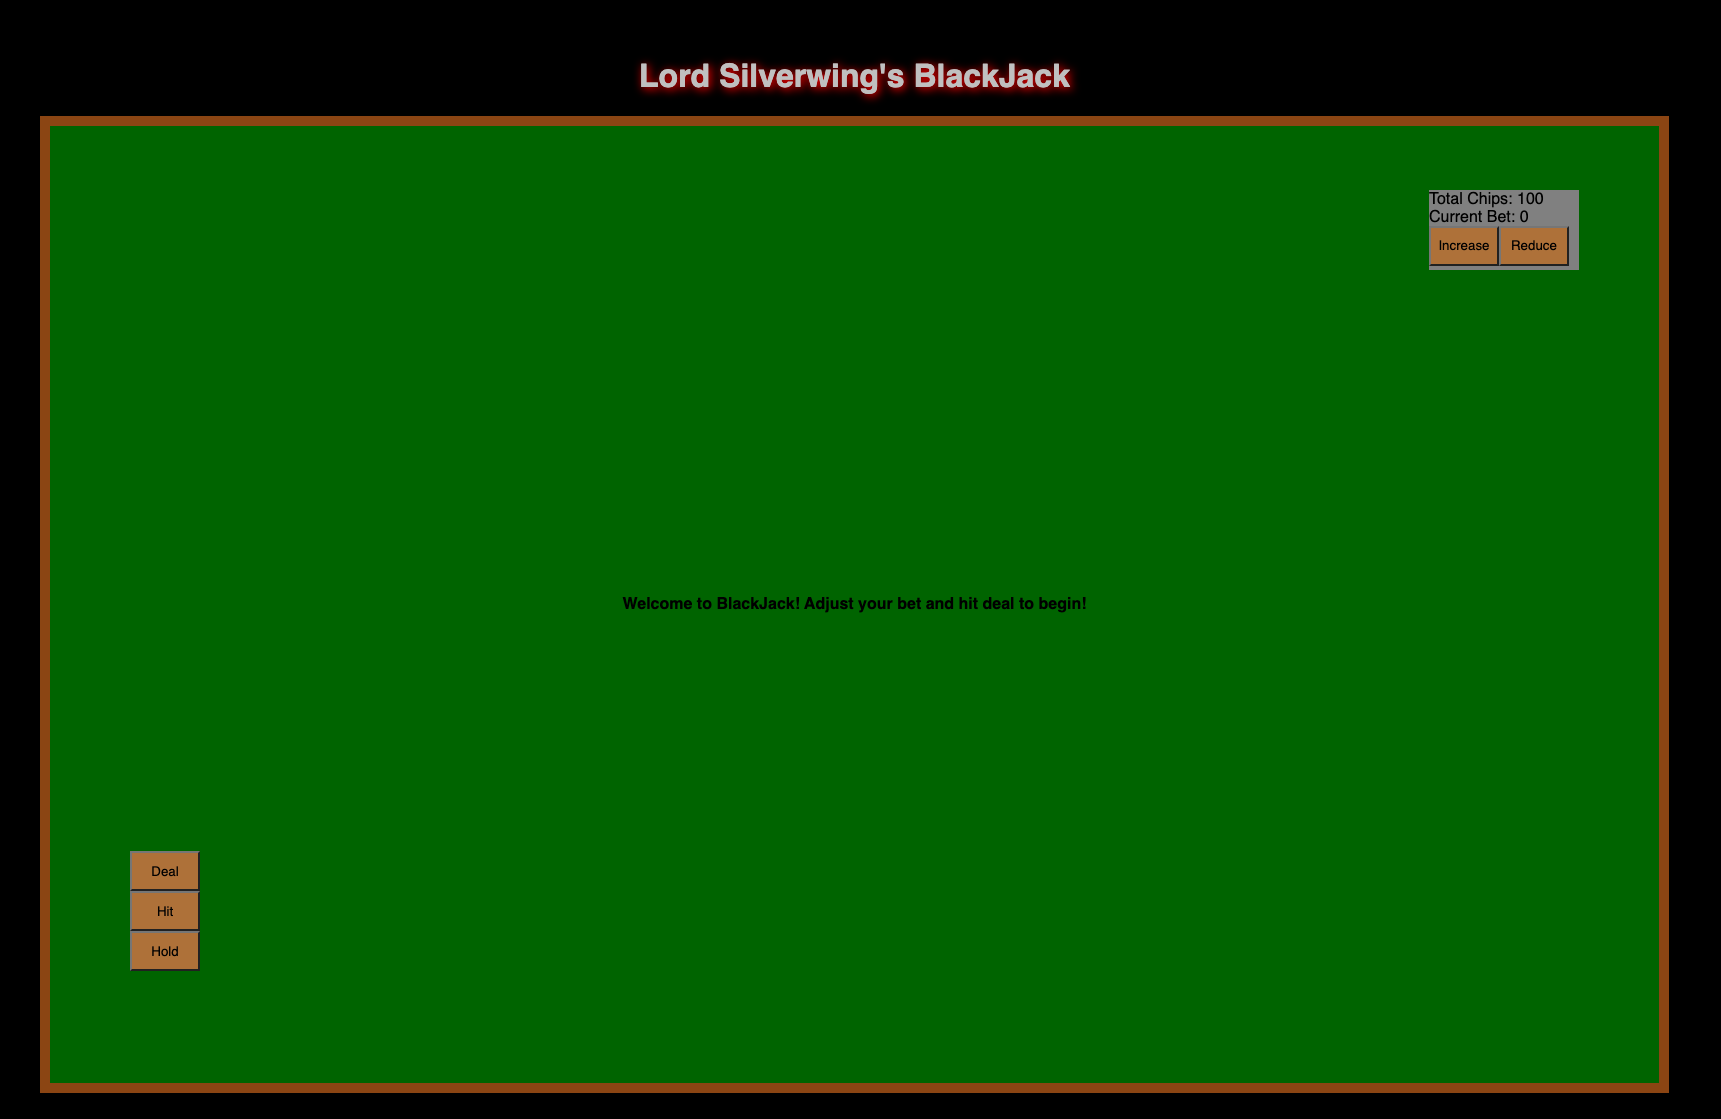 Lord Silverwing's BlackJack
Total Chips: 100
Current Bet: 0
Increase Reduce
Welcome to BlackJack! Adjust your bet and hit deal to begin!
Deal
Hit
Hold